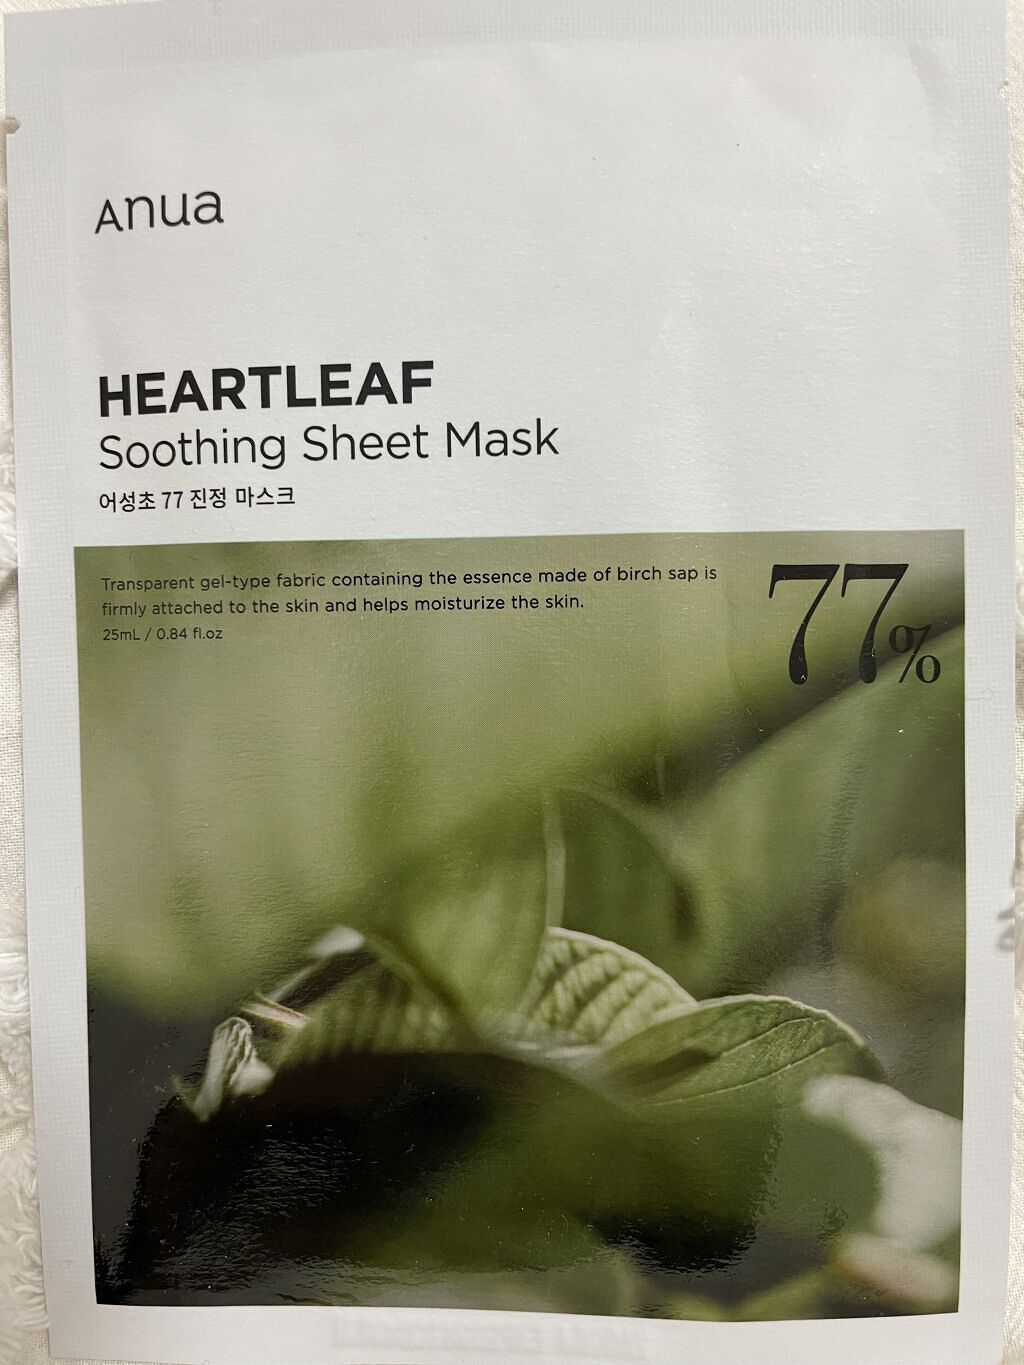 Anua
HEARTLEAF
Soothing Sheet Mask
어성초 77 진정 마스크
Transparent gel-type fabric containing the essence made of birch sap is
firmly attached to the skin and helps moisturize the skin.
25mL / 0.84 fl.oz
77%